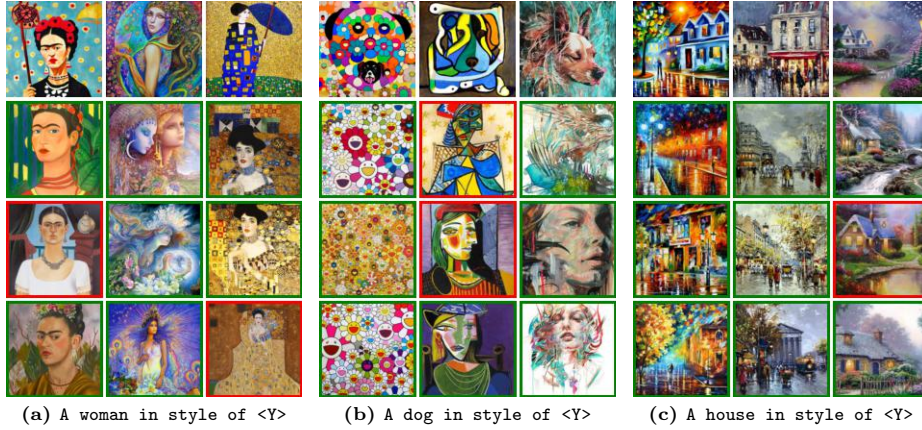 (a) A woman in style of <Y>
(b) A dog in style of <Y>
(c) A house in style of <Y>